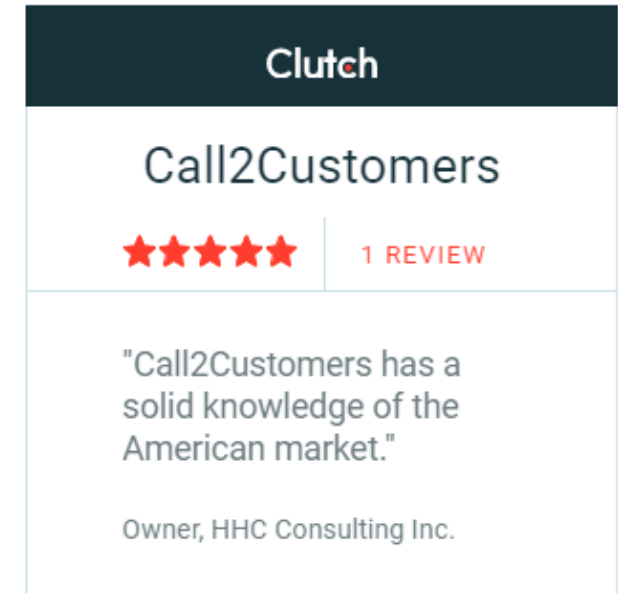 Clutch
Call2Customers
1 REVIEW
"Call2Customers has a
solid knowledge of the
American market."
Owner, HHC Consulting Inc.